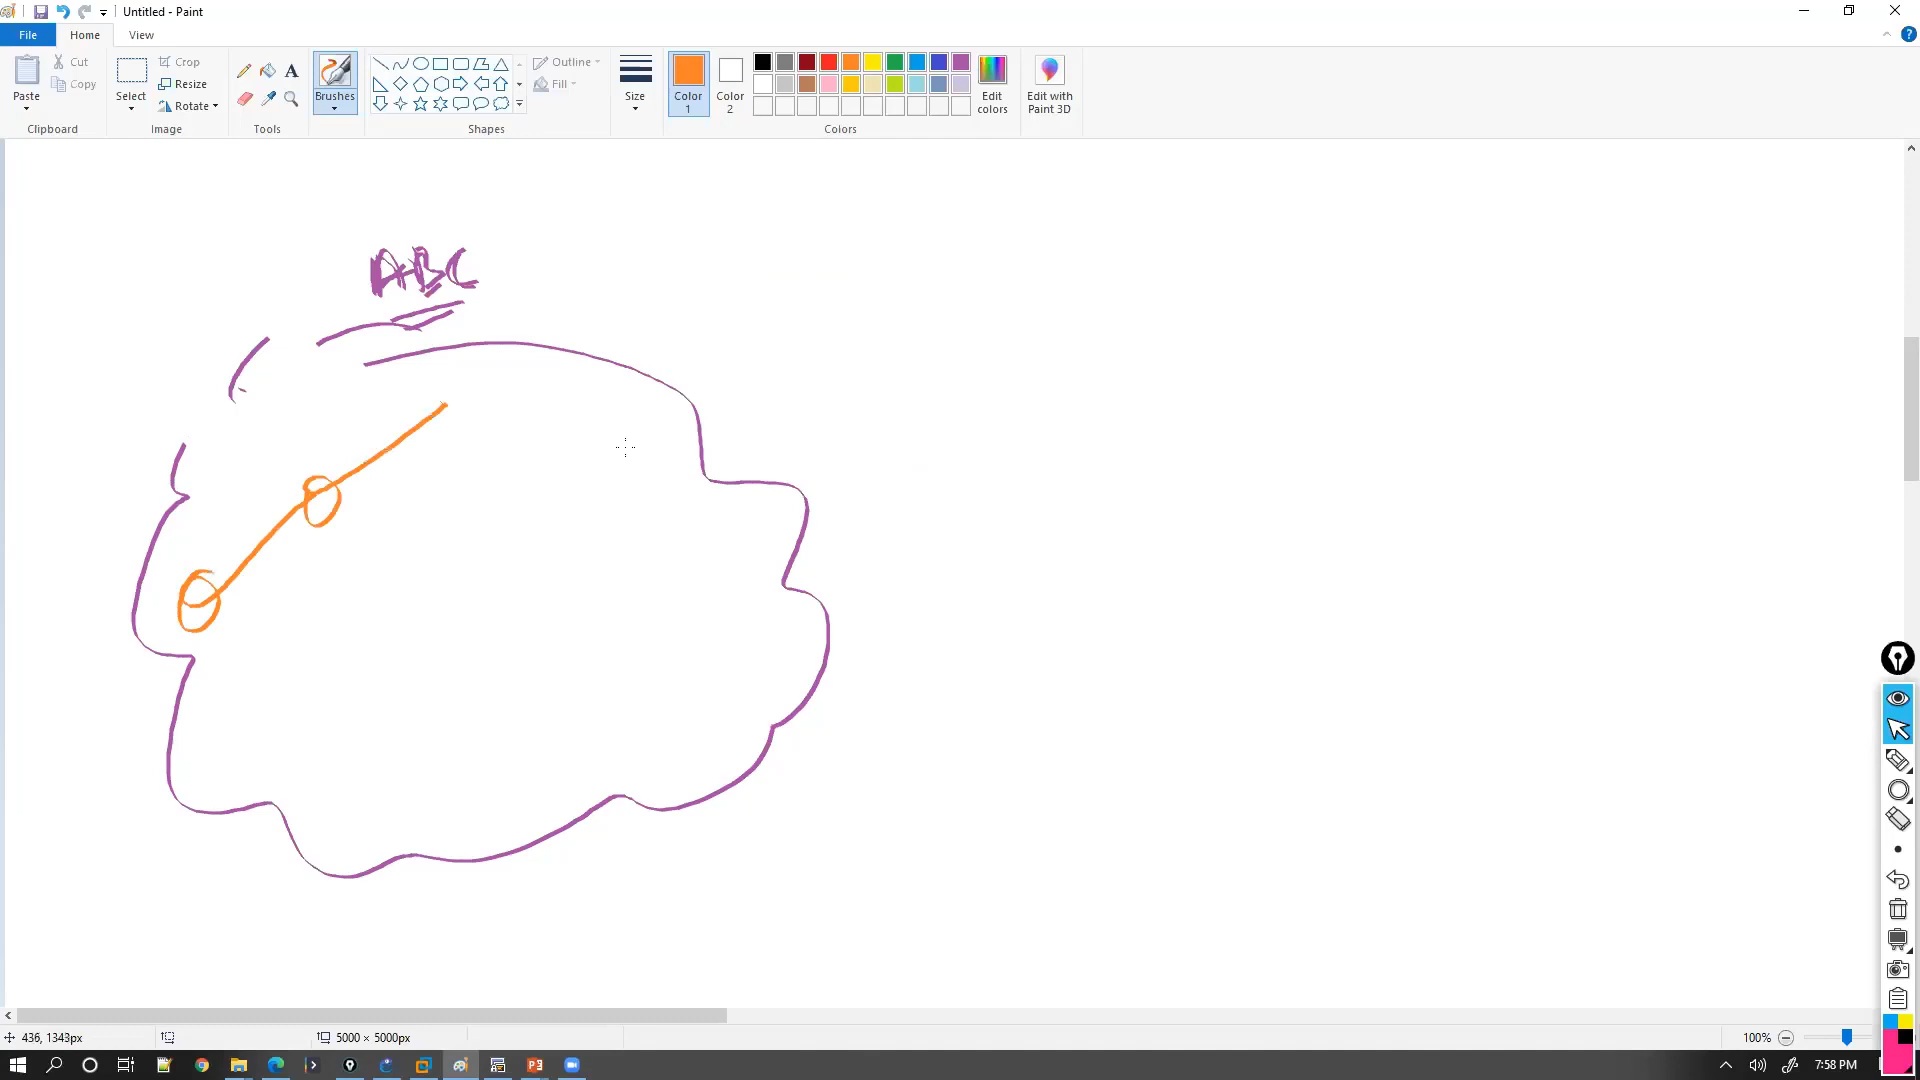 Untitled - Paint
File Home View
Paste
Cut
Copy
Clipboard
Select
Crop
Resize
Rotate
Image
Tools
Brushes
Shapes
Outline
Fill
Size
Color 1
Color 2
Colors
Edit colors
Edit with Paint 3D
ABC
436, 1343px
5000 × 5000px
100%
7:58 PM